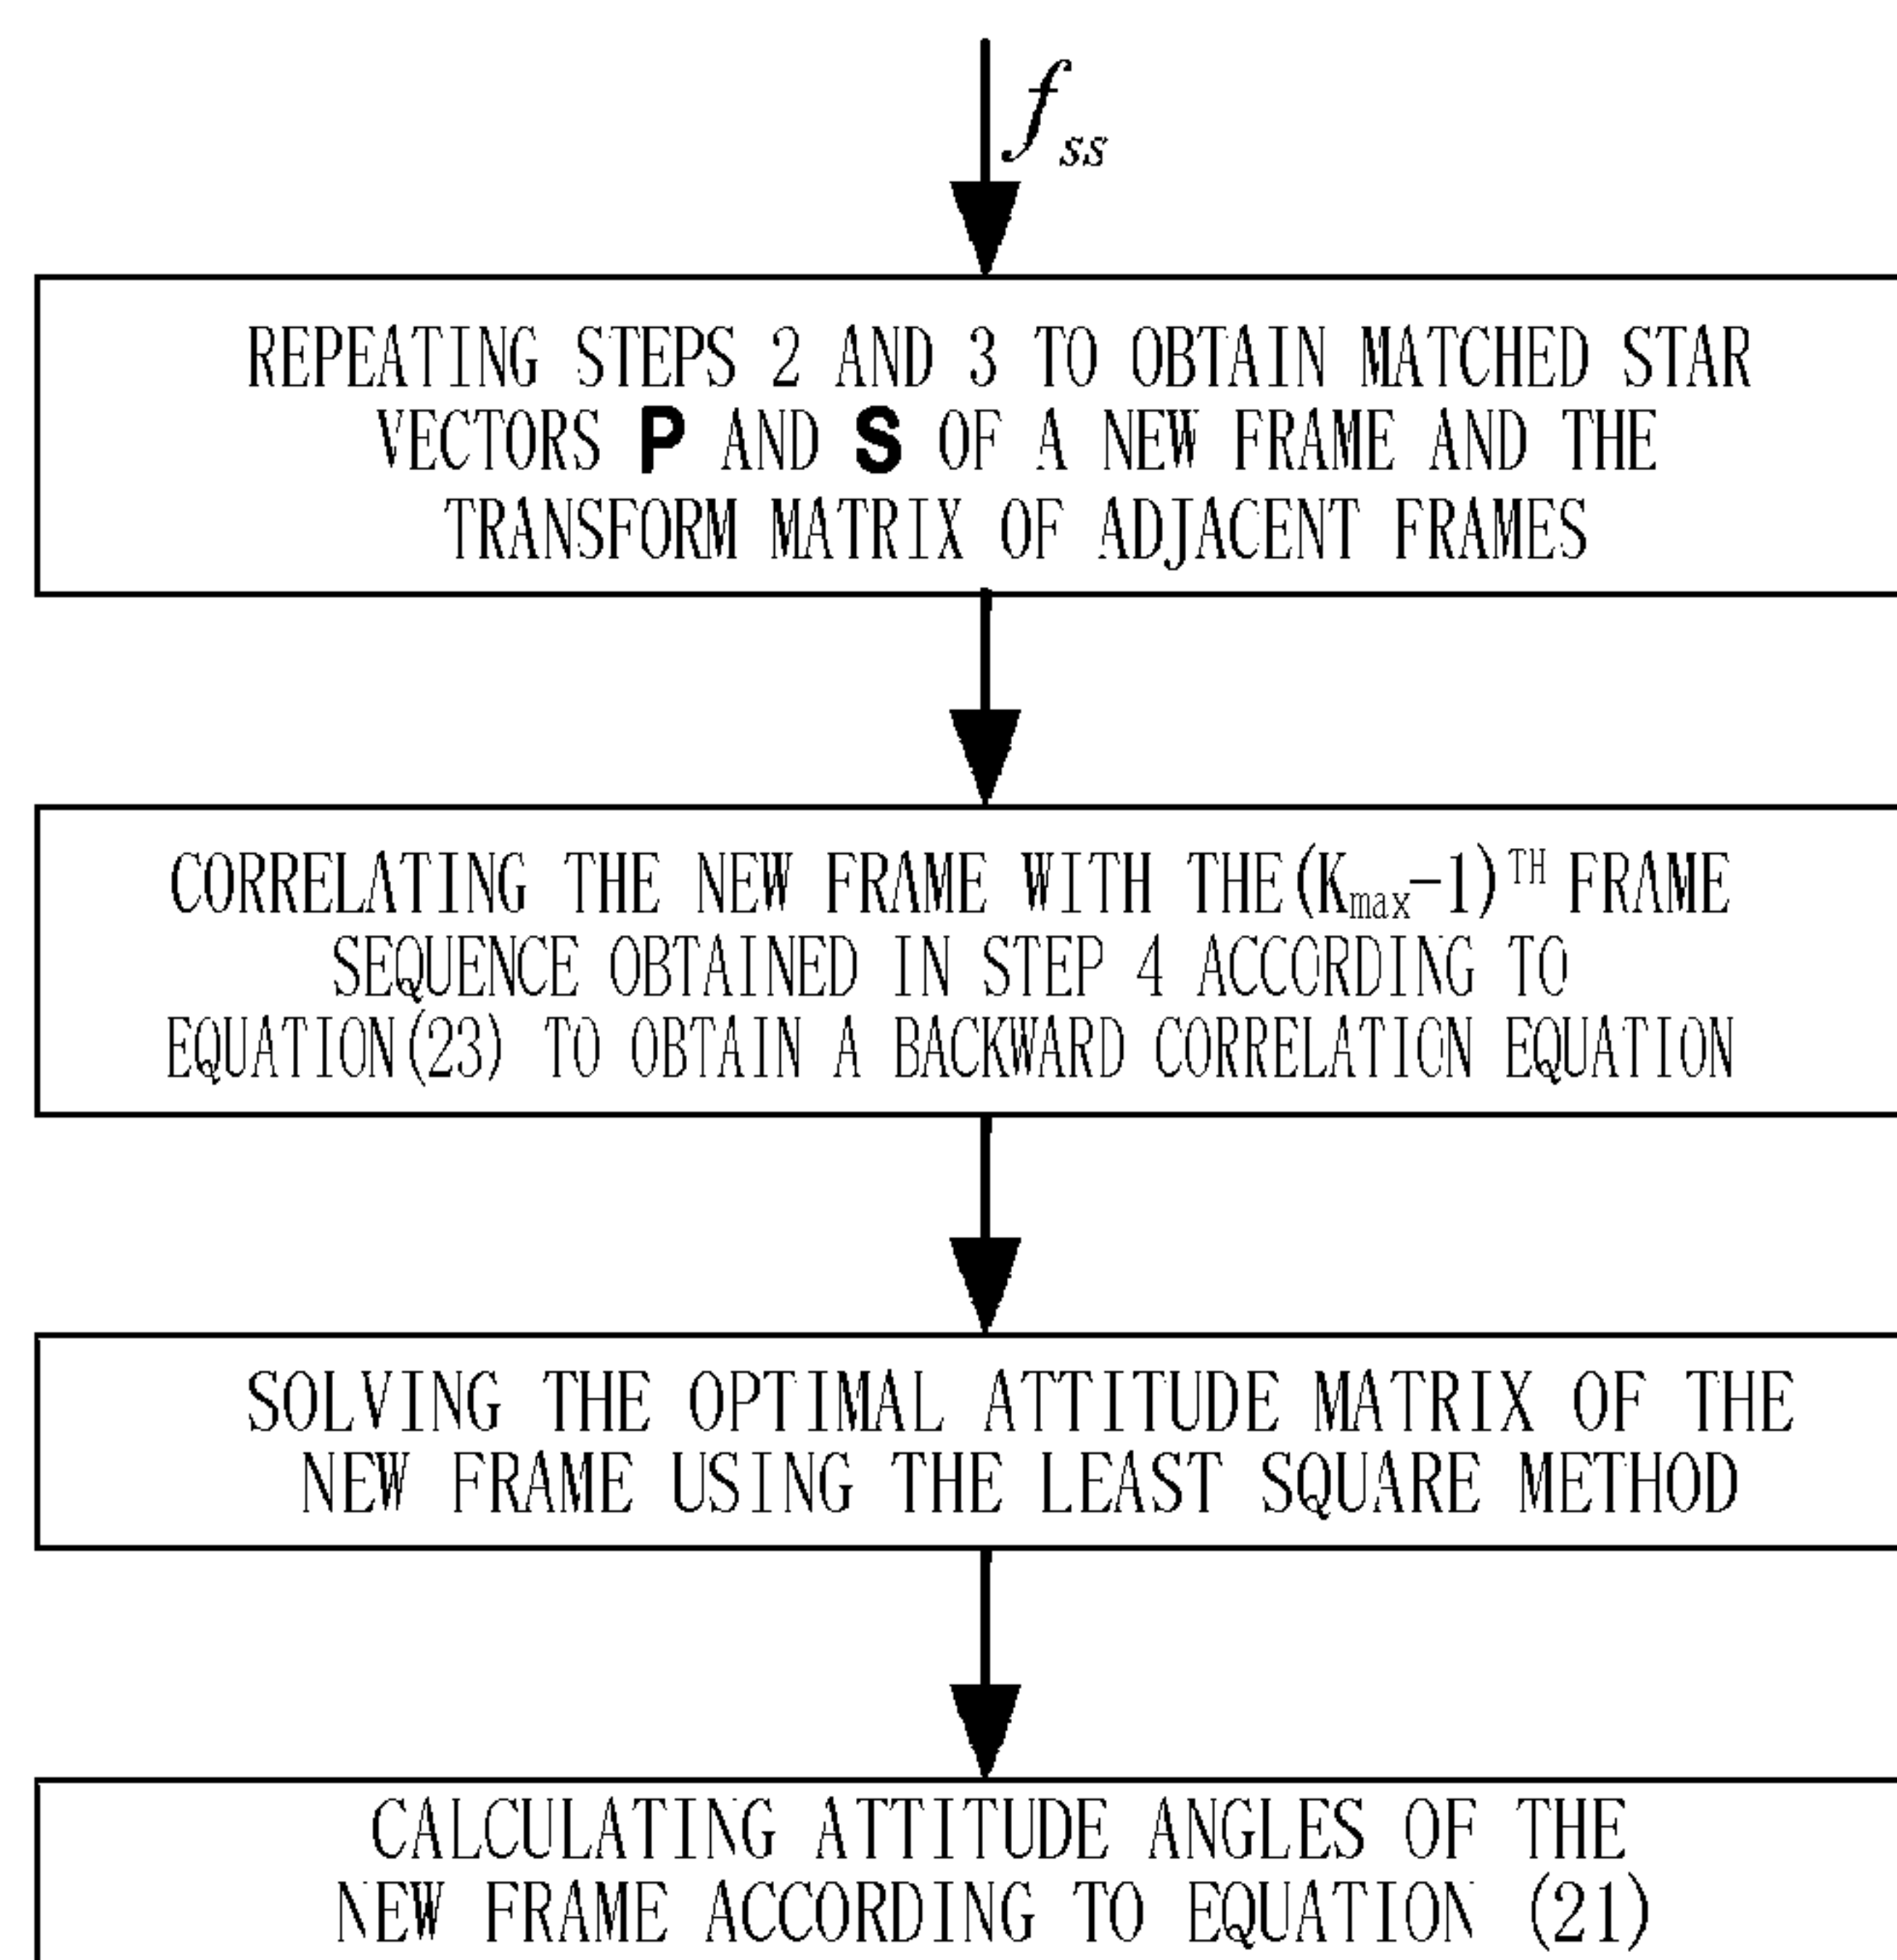 f_ss
REPEATING STEPS 2 AND 3 TO OBTAIN MATCHED STAR
VECTORS P AND S OF A NEW FRAME AND THE
TRANSFORM MATRIX OF ADJACENT FRAMES
CORRELATING THE NEW FRAME WITH THE(K_max-1)^TH FRAME
SEQUENCE OBTAINED IN STEP 4 ACCORDING TO
EQUATION(23) TO OBTAIN A BACKWARD CORRELATION EQUATION
SOLVING THE OPTIMAL ATTITUDE MATRIX OF THE
NEW FRAME USING THE LEAST SQUARE METHOD
CALCULATING ATTITUDE ANGLES OF THE
NEW FRAME ACCORDING TO EQUATION (21)